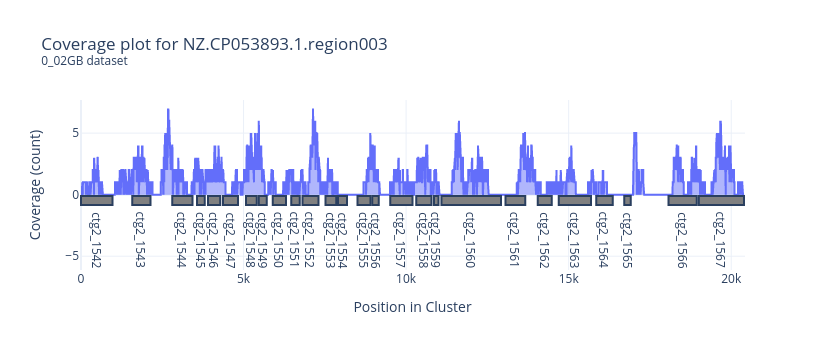 Coverage plot for NZ.CP053893.1.region003
0_02GB dataset
Coverage (count)
5
0
−5
ctg2_1542
ctg2_1543
ctg2_1544
ctg2_1545
ctg2_1546
ctg2_1547
ctg2_1548
ctg2_1549
ctg2_1550
ctg2_1551
ctg2_1552
ctg2_1553
ctg2_1554
ctg2_1555
ctg2_1556
ctg2_1557
ctg2_1558
ctg2_1559
ctg2_1560
ctg2_1561
ctg2_1562
ctg2_1563
ctg2_1564
ctg2_1565
ctg2_1566
ctg2_1567
0
5k
10k
15k
20k
Position in Cluster